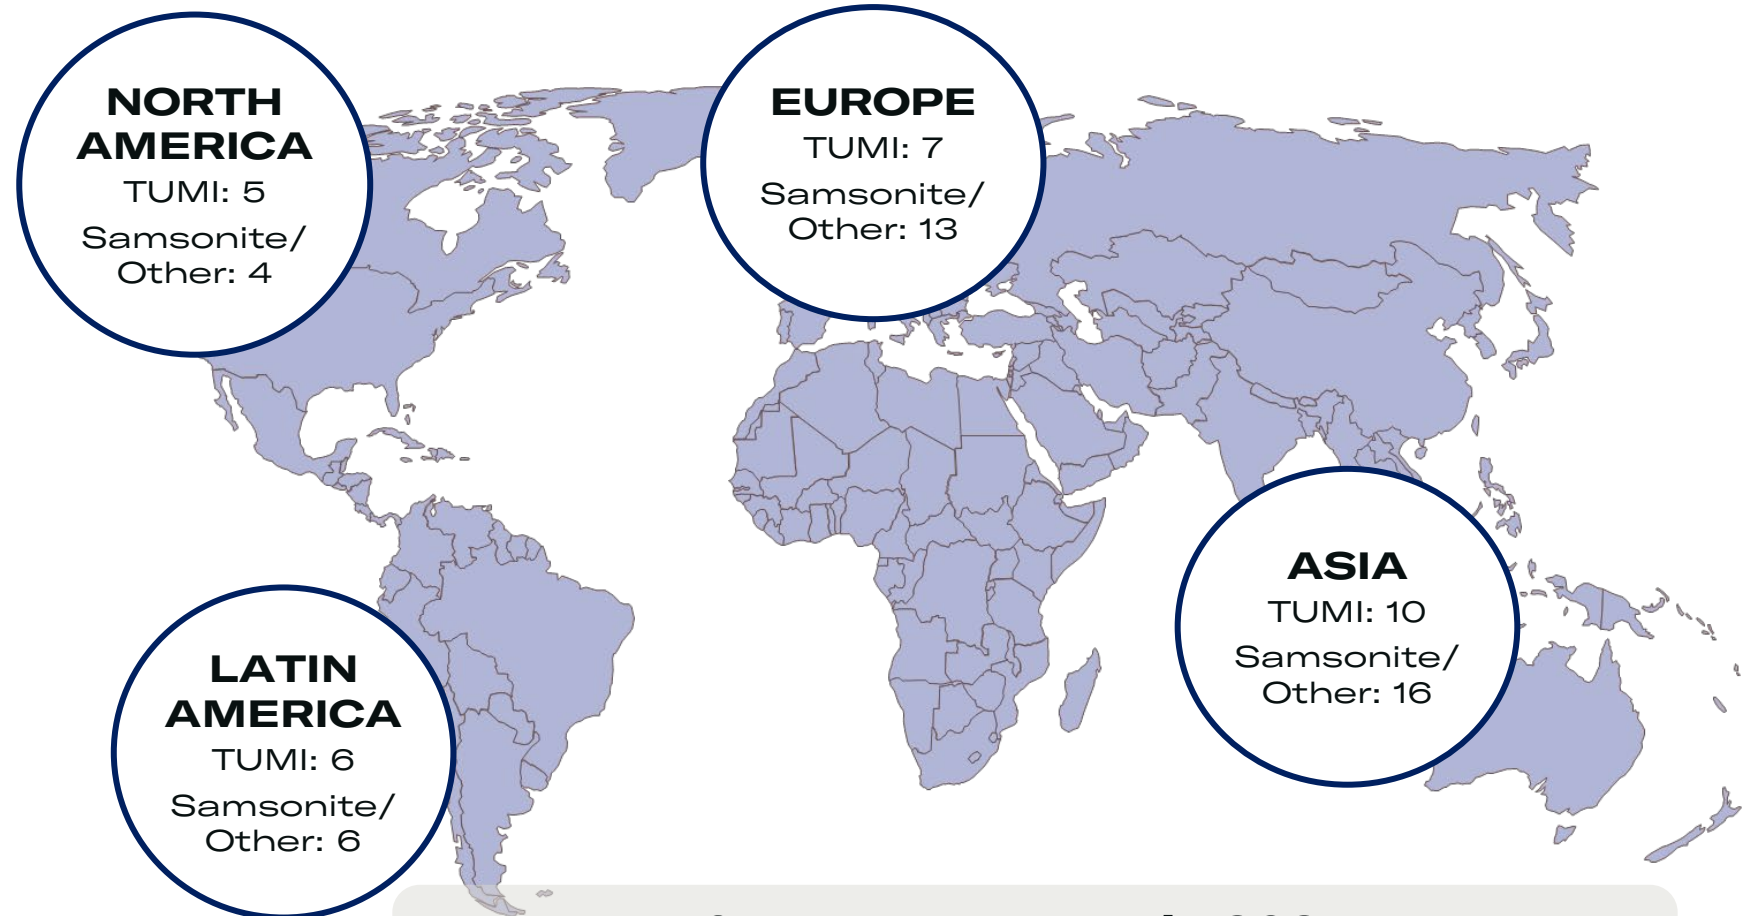 NORTH
AMERICA
TUMI: 5
Samsonite/
Other: 4
EUROPE
TUMI: 7
Samsonite/
Other: 13
ASIA
TUMI: 10
Samsonite/
Other: 16
LATIN
AMERICA
TUMI: 6
Samsonite/
Other: 6